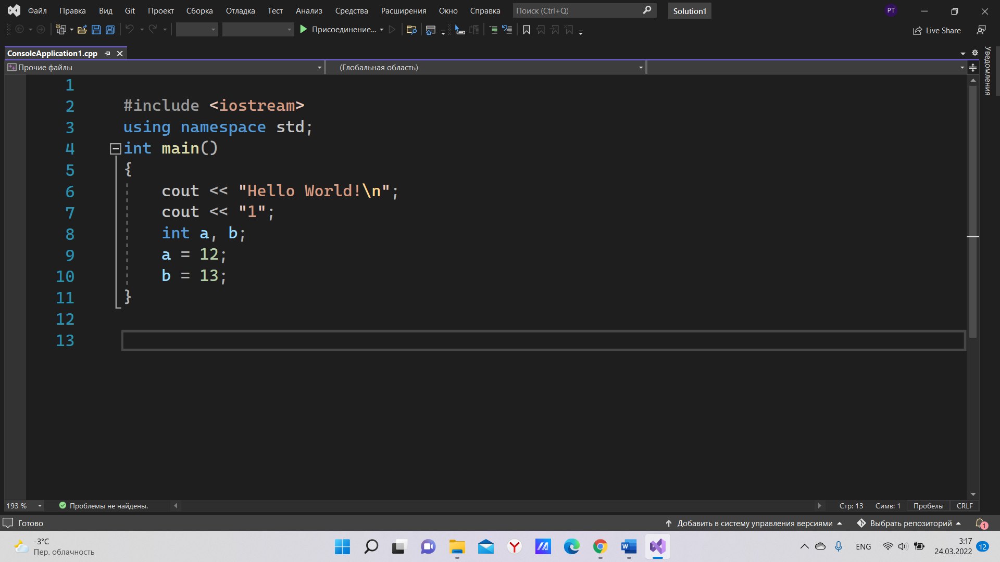 Файл Правка Вид Git Проект Сборка Отладка Тест Анализ Средства Расширения Окно Справка Поиск (Ctrl+Q) Solution1 PT
Присоединение... Live Share
ConsoleApplication1.cpp
Прочие файлы (Глобальная область)
Уведомления
1
2 #include <iostream>
3 using namespace std;
4 int main()
5 {
6 cout << "Hello World!\n";
7 cout << "1";
8 int a, b;
9 a = 12;
10 b = 13;
11 }
12
13
193 % Проблемы не найдены. Стр: 13 Симв: 1 Пробелы CRLF
Готово Добавить в систему управления версиями Выбрать репозиторий 1
-3°C
Пер. облачность
ENG
3:17
24.03.2022 12